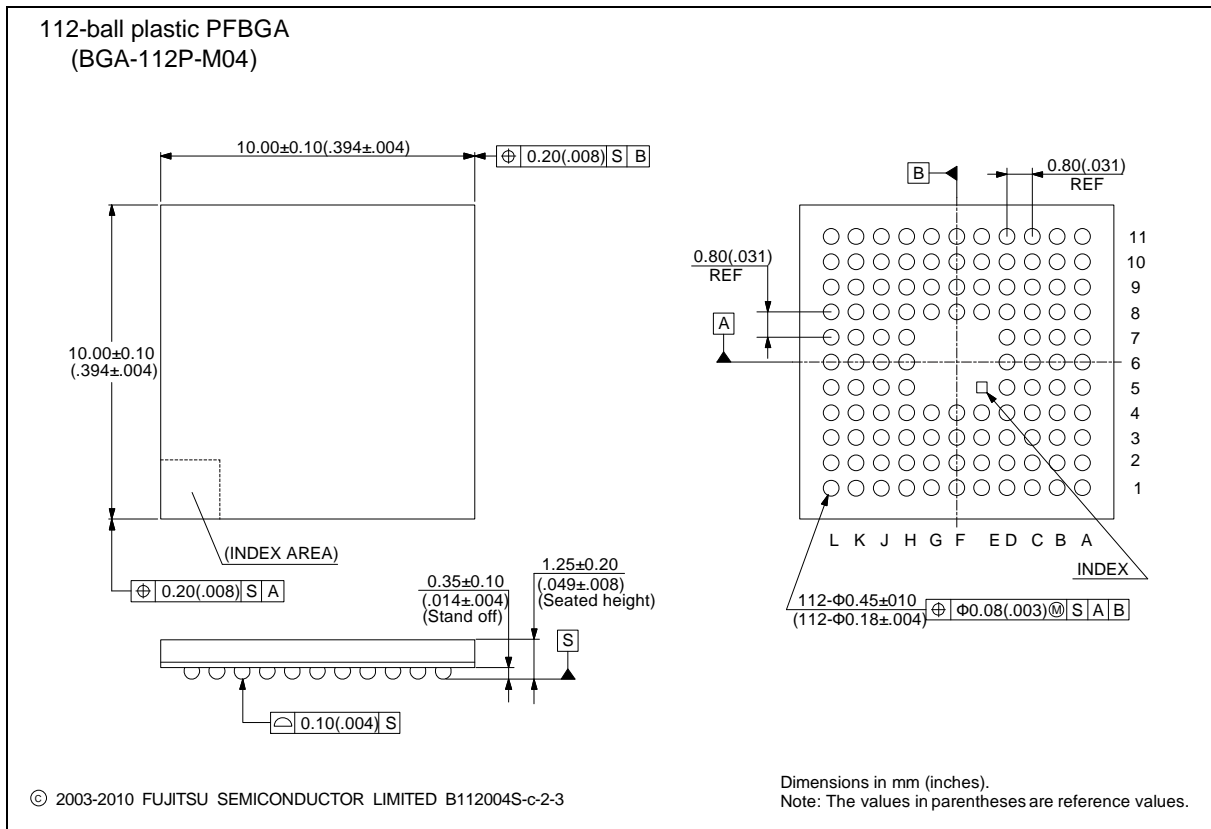 112-ball plastic PFBGA
(BGA-112P-M04)
10.00±0.10(.394±.004)
⌖ 0.20(.008) S B
B
0.80(.031)
REF
0.80(.031)
REF
A
11
10
9
8
7
6
5
4
3
2
1
10.00±0.10
(.394±.004)
(INDEX AREA)
L K J H G F E D C B A
INDEX
⌖ 0.20(.008) S A
0.35±0.10
(.014±.004)
(Stand off)
1.25±0.20
(.049±.008)
(Seated height)
S
112-Φ0.45±010
(112-Φ0.18±.004)
⌖ Φ0.08(.003)Ⓜ S A B
⌓ 0.10(.004) S
© 2003-2010 FUJITSU SEMICONDUCTOR LIMITED B112004S-c-2-3
Dimensions in mm (inches).
Note: The values in parentheses are reference values.